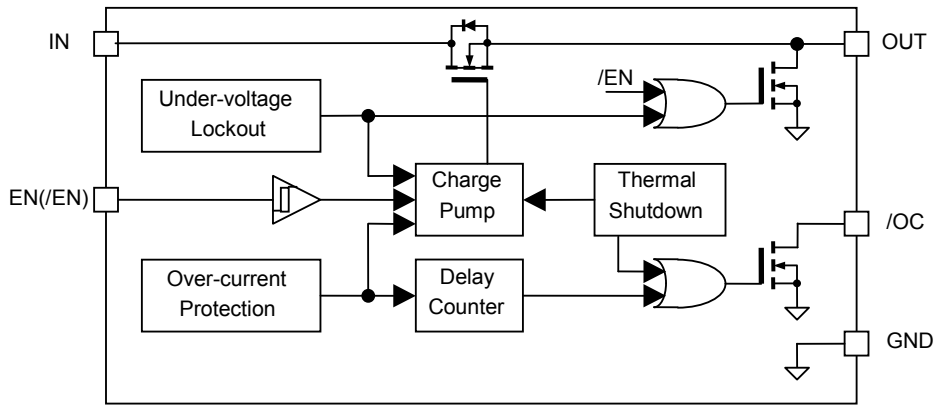 IN
OUT
/EN
Under-voltage
Lockout
EN(/EN)
Charge
Pump
Thermal
Shutdown
/OC
Over-current
Protection
Delay
Counter
GND